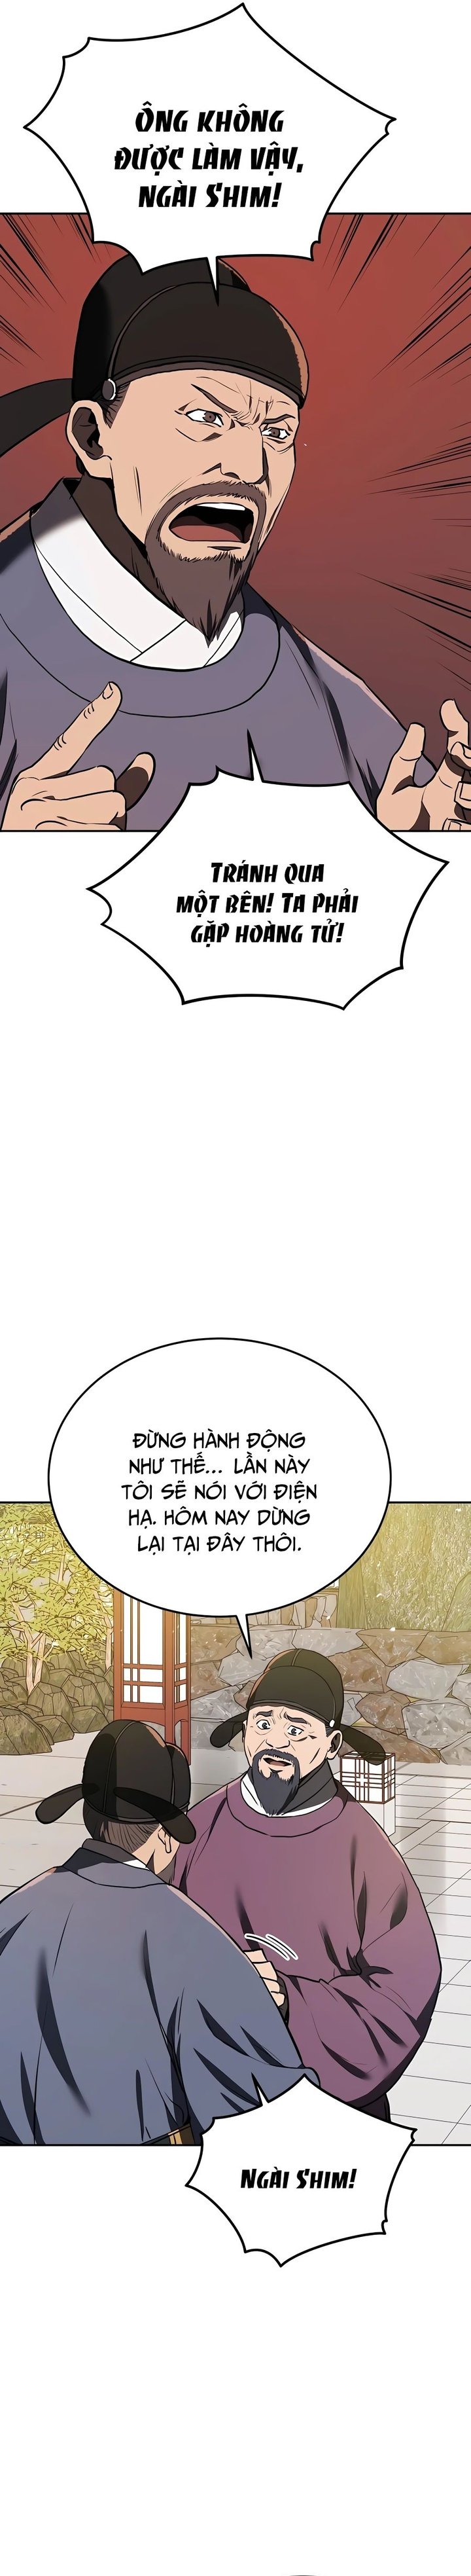 ÔNG KHÔNG
ĐƯỢC LÀM VẬY,
NGÀI SHIM!
TRÁNH QUA
MỘT BÊN! TA PHẢI
GẶP HOÀNG TỬ!
ĐỪNG HÀNH ĐỘNG
NHƯ THẾ... LẦN NÀY
TÔI SẼ NÓI VỚI ĐIỆN
HẠ. HÔM NAY DỪNG
LẠI TẠI ĐÂY THÔI.
NGÀI SHIM!